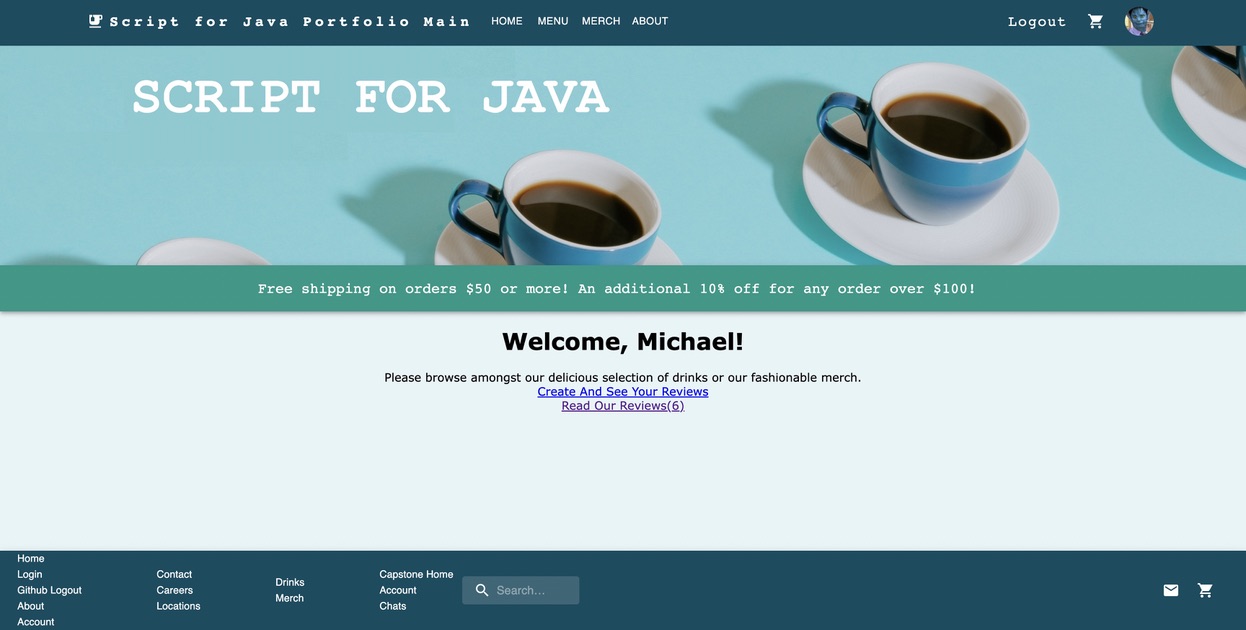 Script for Java Portfolio Main HOME MENU MERCH ABOUT Logout
SCRIPT FOR JAVA
Free shipping on orders $50 or more! An additional 10% off for any order over $100!
Welcome, Michael!
Please browse amongst our delicious selection of drinks or our fashionable merch.
Create And See Your Reviews
Read Our Reviews(6)
Home
Login
Github Logout
About
Account
Contact
Careers
Locations
Drinks
Merch
Capstone Home
Account
Chats
Search...